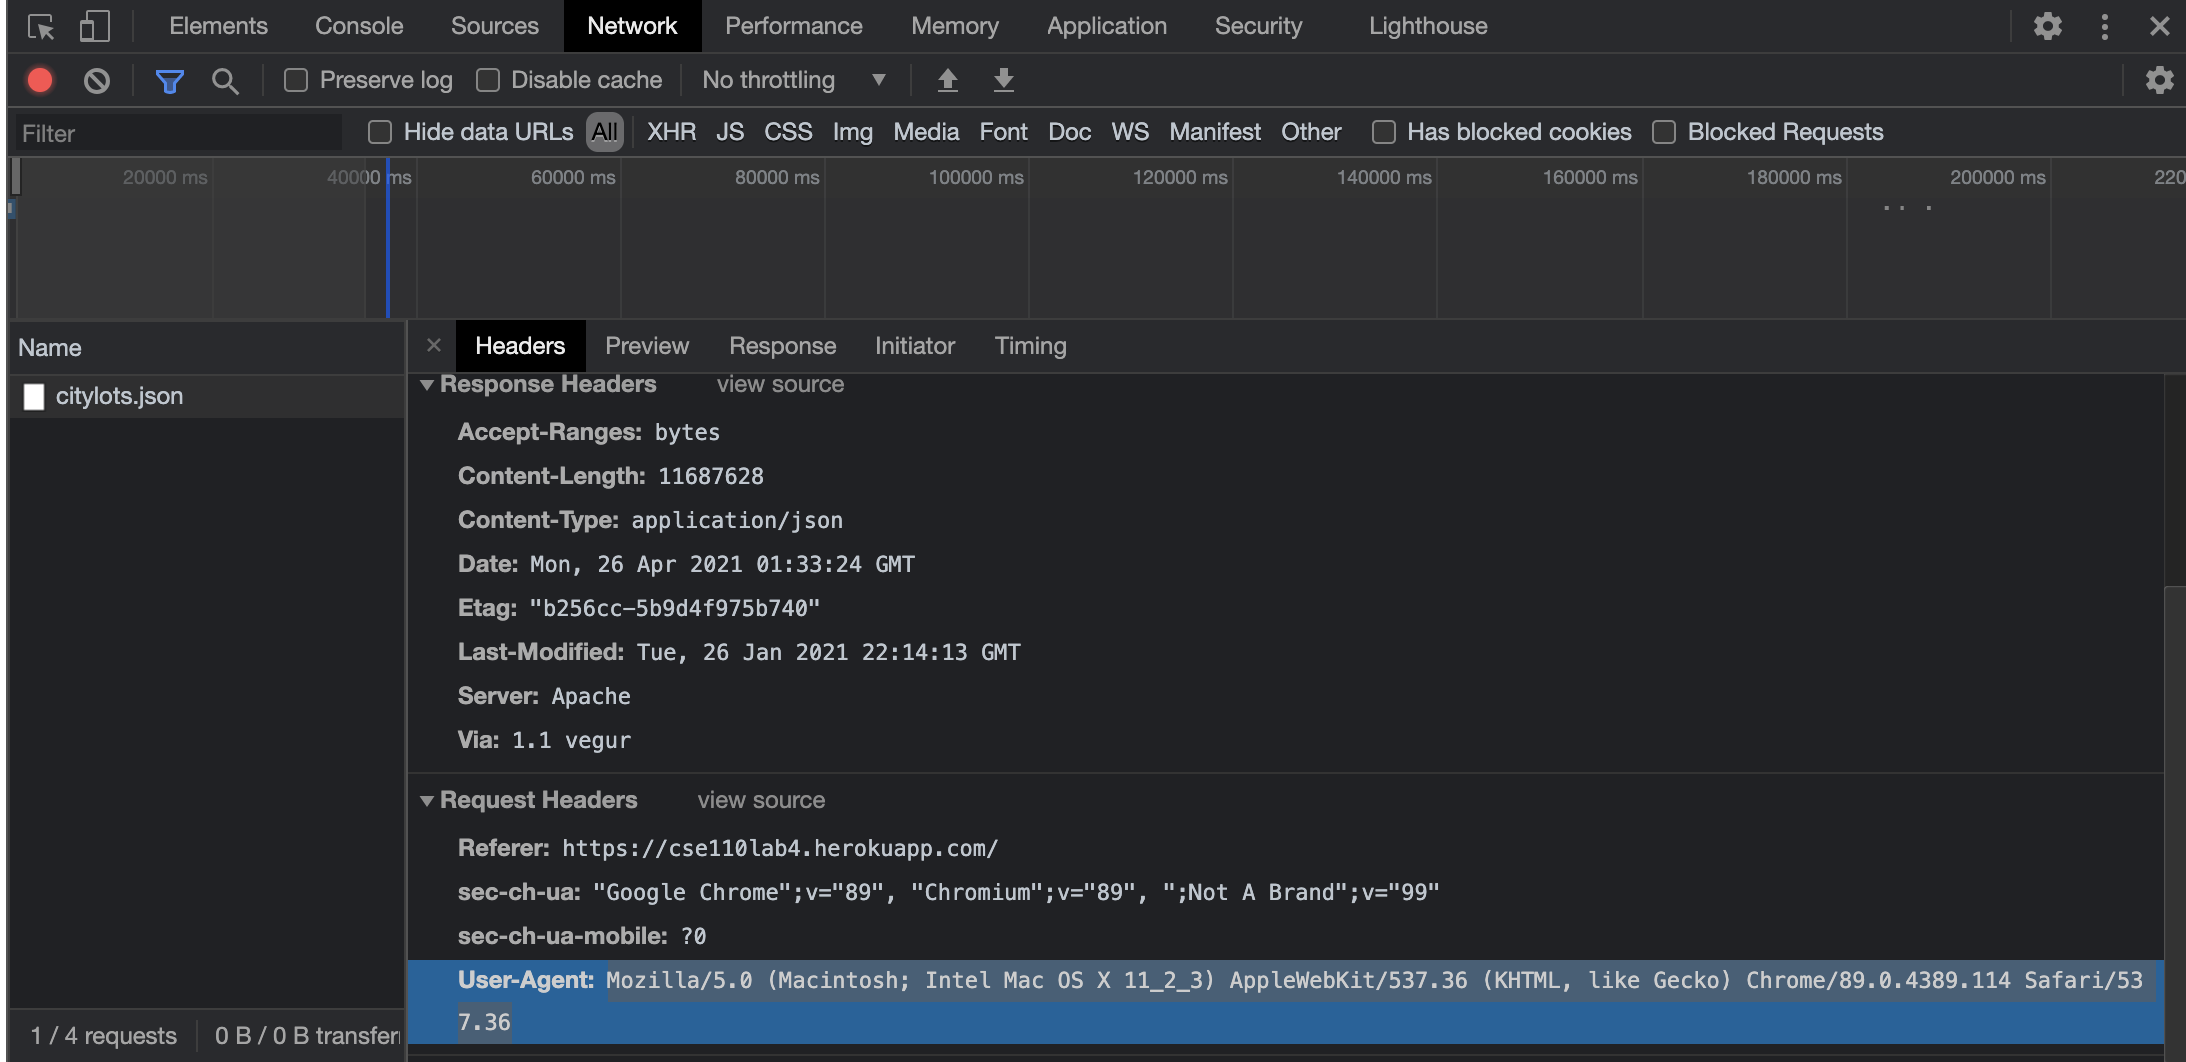 Elements Console Sources Network Performance Memory Application Security Lighthouse
Preserve log Disable cache No throttling
Filter Hide data URLs All XHR JS CSS Img Media Font Doc WS Manifest Other Has blocked cookies Blocked Requests
20000 ms 40000 ms 60000 ms 80000 ms 100000 ms 120000 ms 140000 ms 160000 ms 180000 ms 200000 ms 220
Name
citylots.json
1 / 4 requests 0 B / 0 B transfer
Headers Preview Response Initiator Timing
Response Headers view source
Accept-Ranges: bytes
Content-Length: 11687628
Content-Type: application/json
Date: Mon, 26 Apr 2021 01:33:24 GMT
Etag: "b256cc-5b9d4f975b740"
Last-Modified: Tue, 26 Jan 2021 22:14:13 GMT
Server: Apache
Via: 1.1 vegur
Request Headers view source
Referer: https://cse110lab4.herokuapp.com/
sec-ch-ua: "Google Chrome";v="89", "Chromium";v="89", ";Not A Brand";v="99"
sec-ch-ua-mobile: ?0
User-Agent: Mozilla/5.0 (Macintosh; Intel Mac OS X 11_2_3) AppleWebKit/537.36 (KHTML, like Gecko) Chrome/89.0.4389.114 Safari/53
7.36